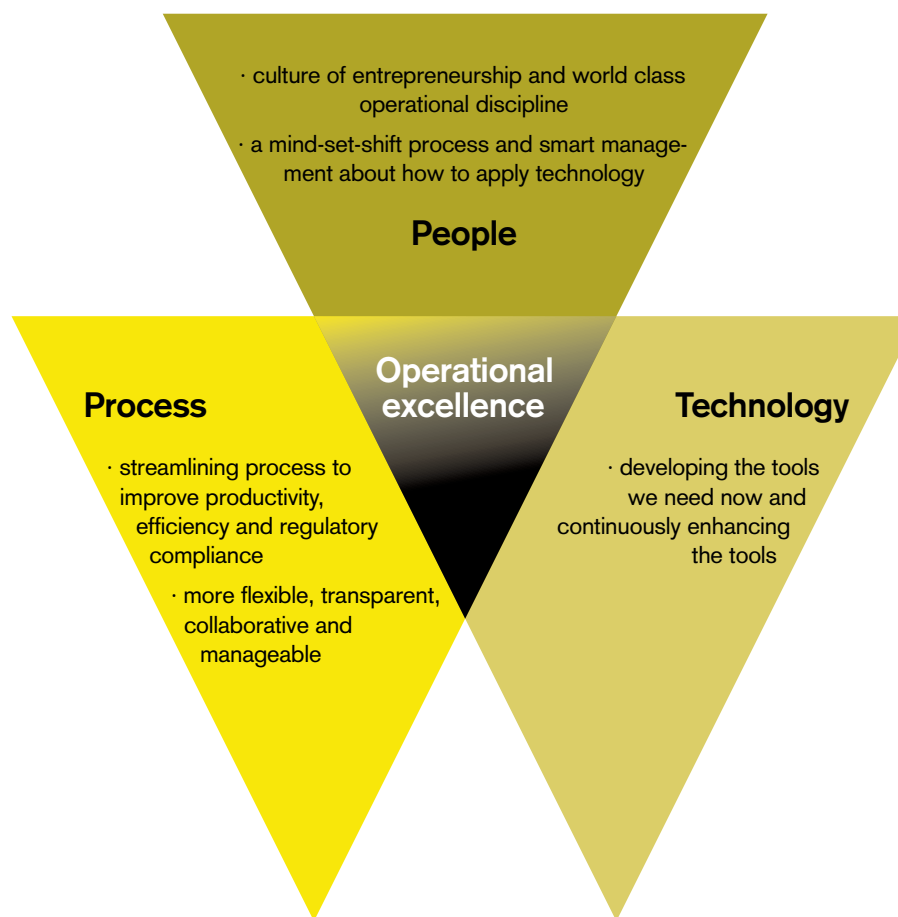 · culture of entrepreneurship and world class
operational discipline
· a mind-set-shift process and smart manage-
ment about how to apply technology
People
Operational
excellence
Process
· streamlining process to
improve productivity,
efficiency and regulatory
compliance
· more flexible, transparent,
collaborative and
manageable
Technology
· developing the tools
we need now and
continuously enhancing
the tools